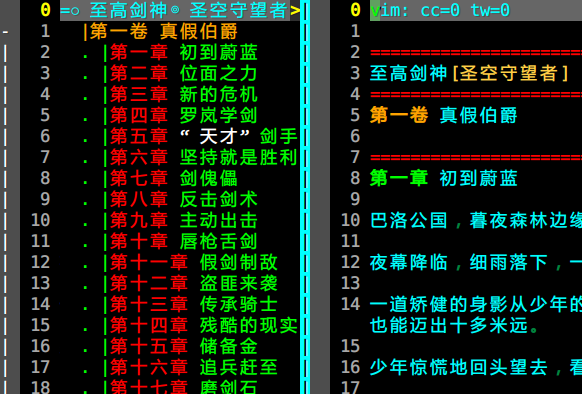 0 =○ 至高剑神® 圣空守望者>
- 1 |第一卷 真假伯爵
| 2 . |第一章 初到蔚蓝
| 3 . |第二章 位面之力
| 4 . |第三章 新的危机
| 5 . |第四章 罗岚学剑
| 6 . |第五章 “ 天才” 剑手
| 7 . |第六章 坚持就是胜利
| 8 . |第七章 剑傀儡
| 9 . |第八章 反击剑术
| 10 . |第九章 主动出击
| 11 . |第十章 唇枪舌剑
| 12 . |第十一章 假剑制敌
| 13 . |第十二章 盗匪来袭
| 14 . |第十三章 传承骑士
| 15 . |第十四章 残酷的现实
| 16 . |第十五章 储备金
| 17 . |第十六章 追兵赶至
| 18 . |第十七章 磨剑石
0 vim: cc=0 tw=0
1
2 ========================
3 至高剑神[圣空守望者]
4 ========================
5 第一卷 真假伯爵
6
7 ========================
8 第一章 初到蔚蓝
9
10 巴洛公国，暮夜森林边缘
11
12 夜幕降临，细雨落下，一
13
14 一道矫健的身影从少年的
也能迈出十多米远。
15
16 少年惊慌地回头望去，看
17